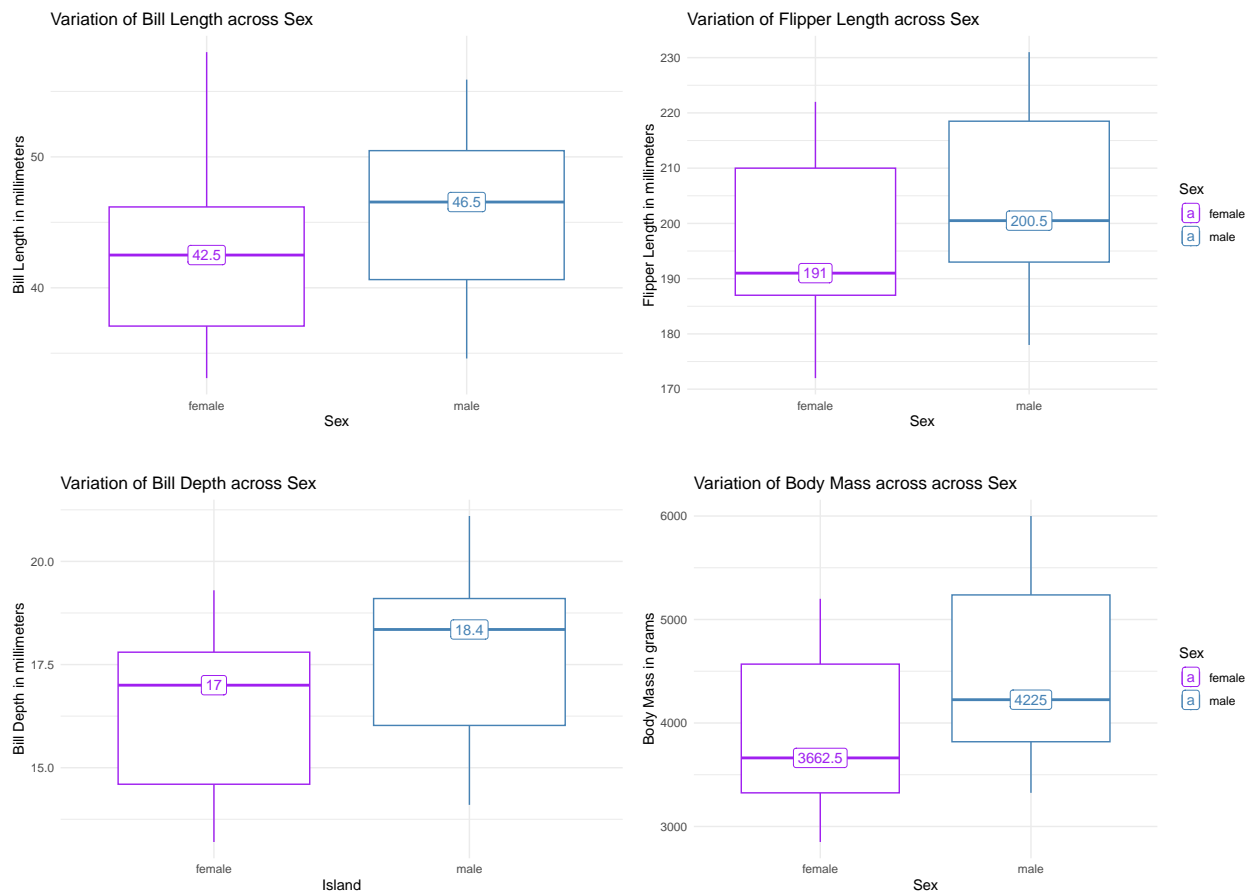 Variation of Bill Length across Sex
Bill Length in millimeters
50
40
42.5
46.5
female
male
Sex
Variation of Flipper Length across Sex
Flipper Length in millimeters
230
220
210
200
190
180
170
191
200.5
female
male
Sex
Sex
a female
a male
Variation of Bill Depth across Sex
Bill Depth in millimeters
20.0
17.5
15.0
17
18.4
female
male
Island
Variation of Body Mass across across Sex
Body Mass in grams
6000
5000
4000
3000
3662.5
4225
female
male
Sex
Sex
a female
a male